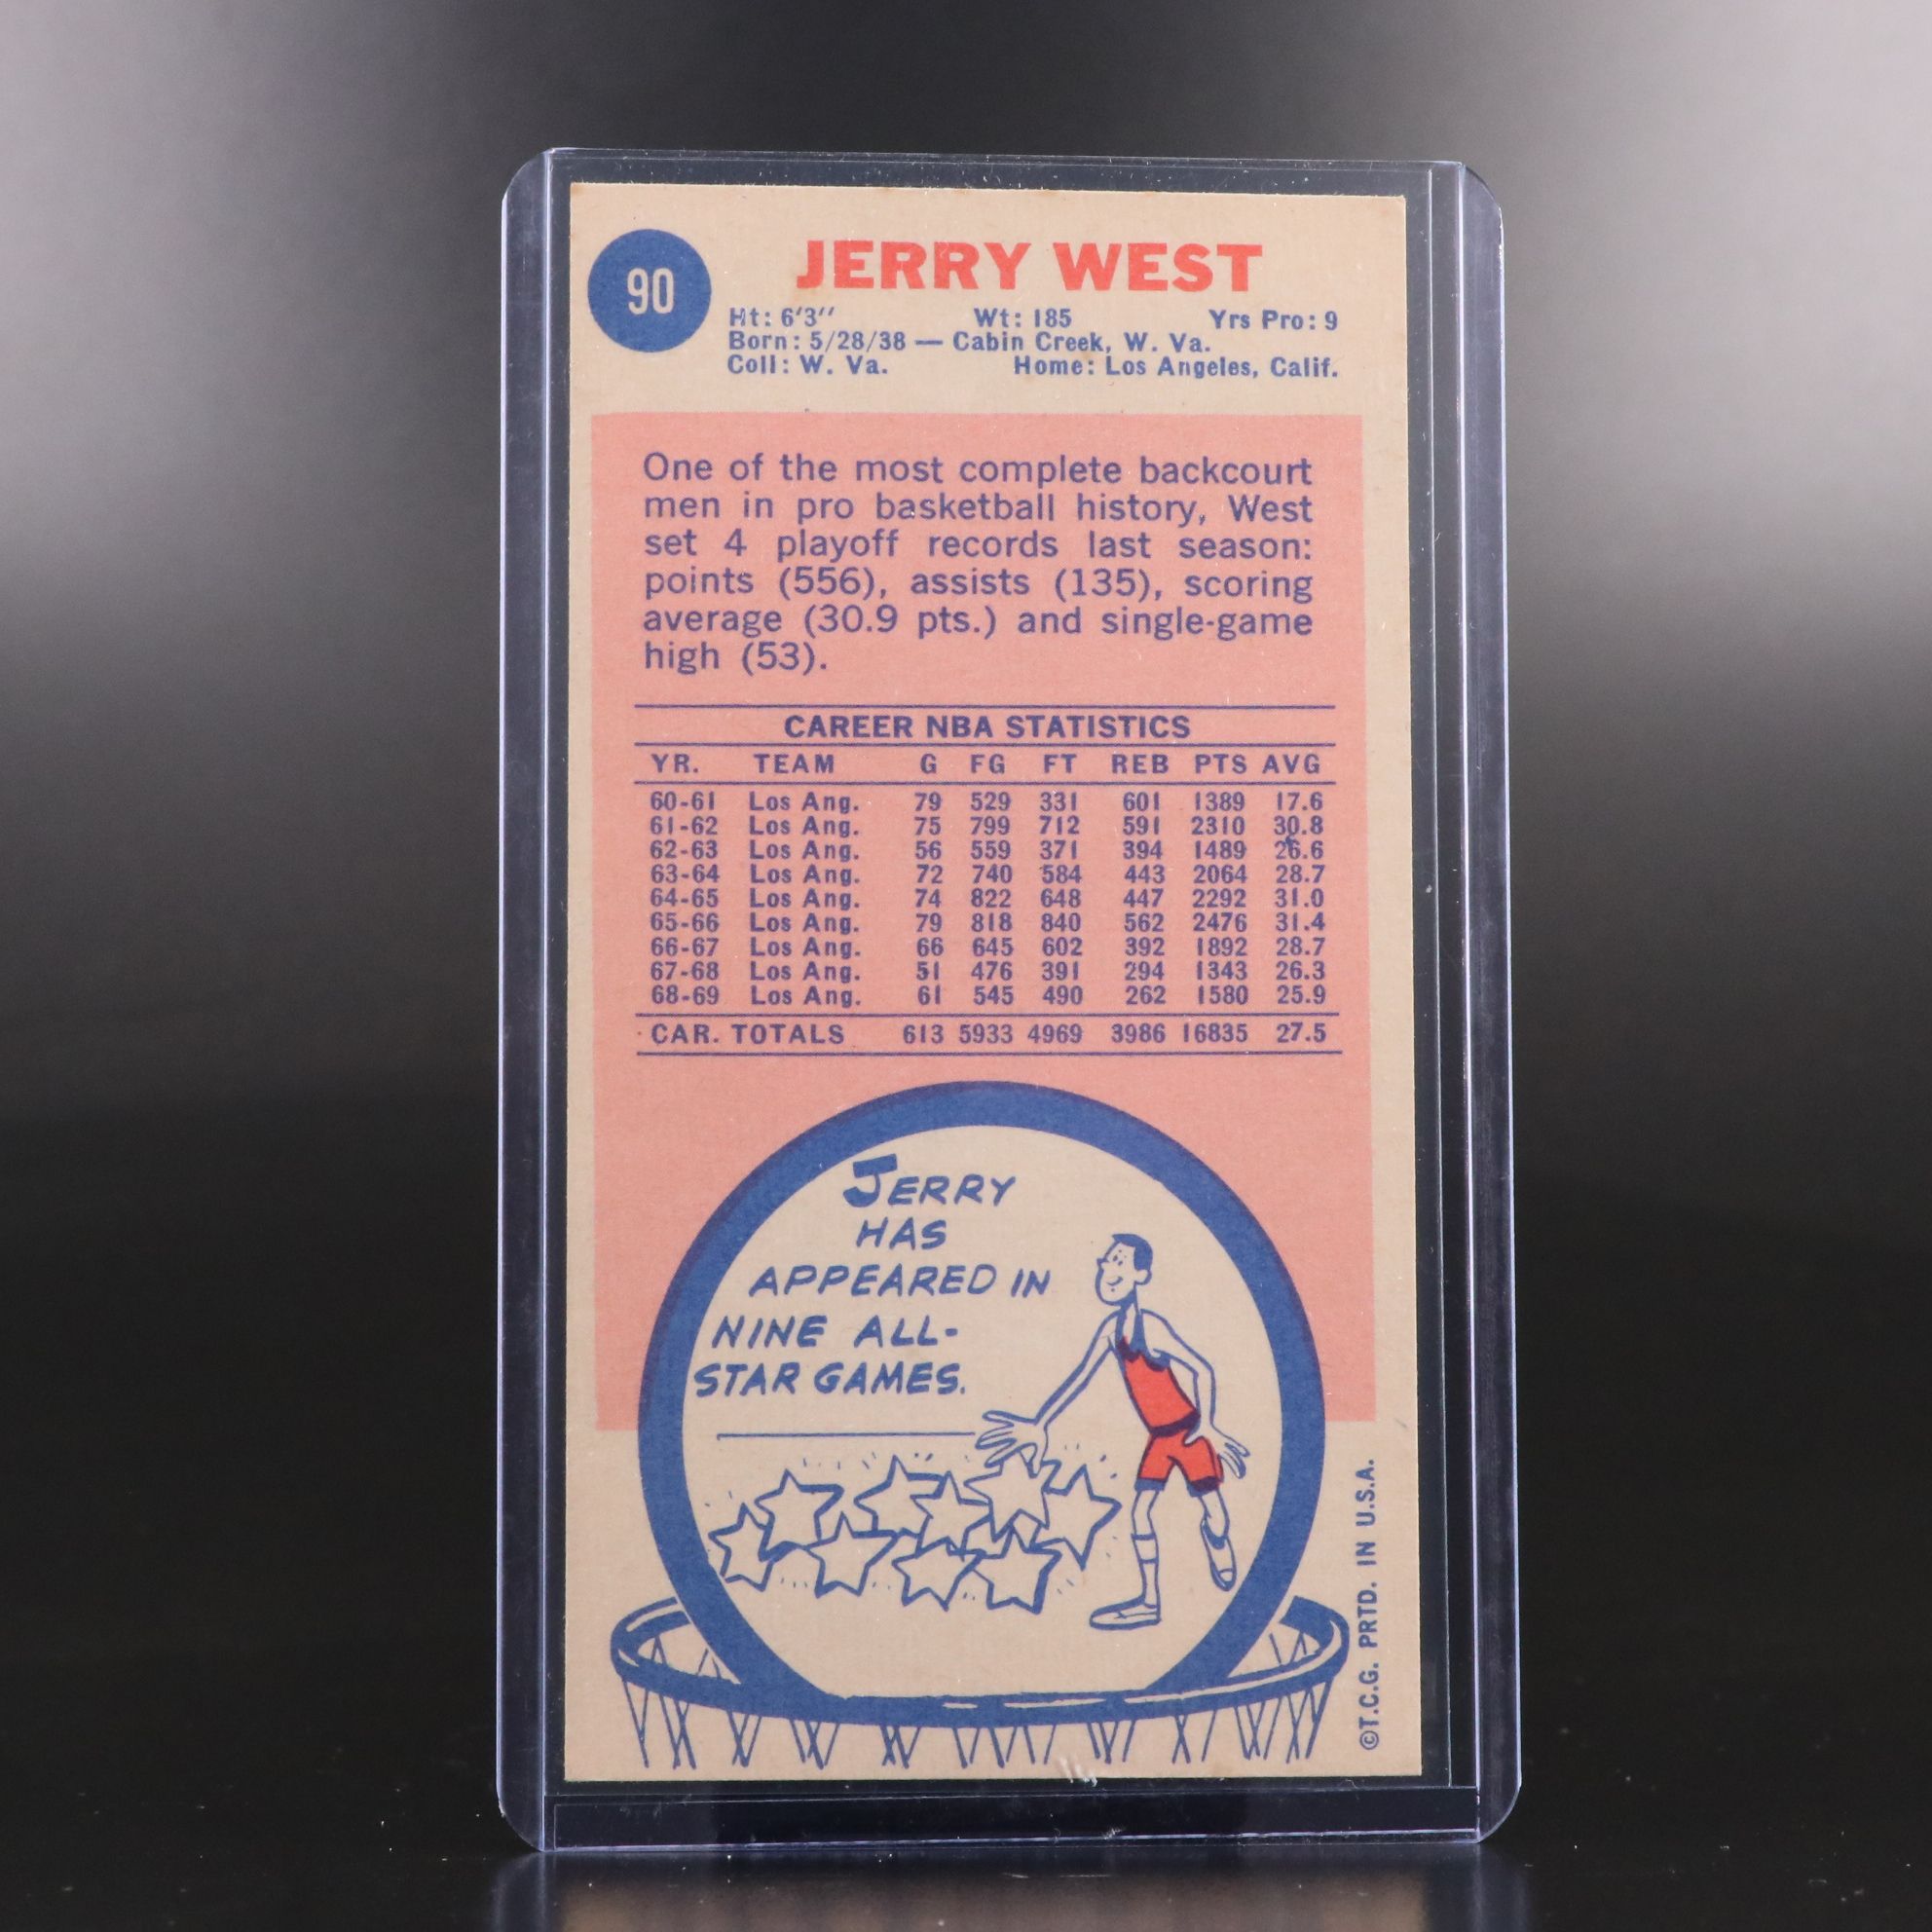 90
JERRY WEST
Ht: 6'3'' Wt: 185 Yrs Pro: 9
Born: 5/28/38 — Cabin Creek, W. Va.
Coll: W. Va. Home: Los Angeles, Calif.
One of the most complete backcourt
men in pro basketball history, West
set 4 playoff records last season:
points (556), assists (135), scoring
average (30.9 pts.) and single-game
high (53).
CAREER NBA STATISTICS
YR. TEAM G FG FT REB PTS AVG
60-61 Los Ang. 79 529 331 601 1389 17.6
61-62 Los Ang. 75 799 712 591 2310 30.8
62-63 Los Ang. 56 559 371 394 1489 26.6
63-64 Los Ang. 72 740 584 443 2064 28.7
64-65 Los Ang. 74 822 648 447 2292 31.0
65-66 Los Ang. 79 818 840 562 2476 31.4
66-67 Los Ang. 66 645 602 392 1892 28.7
67-68 Los Ang. 51 476 391 294 1343 26.3
68-69 Los Ang. 61 545 490 262 1580 25.9
CAR. TOTALS 613 5933 4969 3986 16835 27.5
JERRY
HAS
APPEARED IN
NINE ALL-
STAR GAMES.
©T.C.G. PRTD. IN U.S.A.